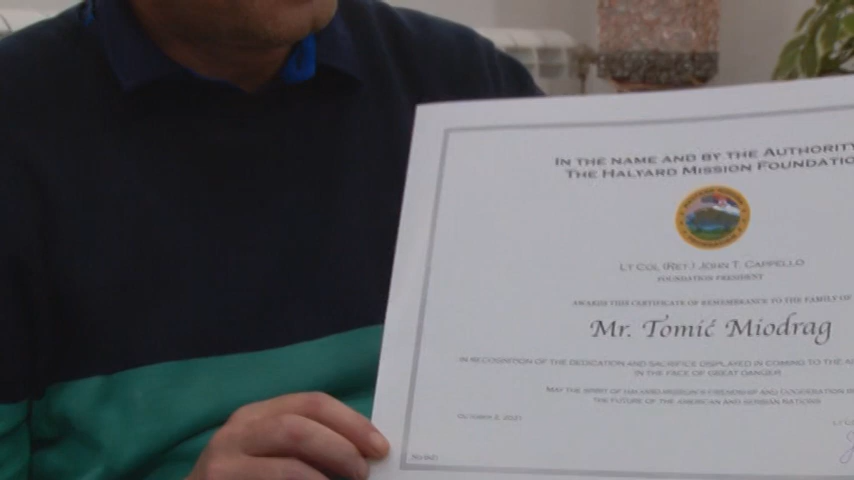 IN THE NAME AND BY THE AUTHORITY
THE HALYARD MISSION FOUNDATIO
LT COL (RET.) JOHN T. CAPPELLO
FOUNDATION PRESIDENT
AWARDS THIS CERTIFICATE OF REMEMBRANCE TO THE FAMILY OF
Mr. Tomić Miodrag
IN RECOGNITION OF THE DEDICATION AND SACRIFICE DISPLAYED IN COMING TO THE A
IN THE FACE OF GREAT DANGER
MAY THE SPIRIT OF HALYARD MISSION'S FRIENDSHIP AND COOPERATION B
THE FUTURE OF THE AMERICAN AND SERBIAN NATIONS
OCTOBER 2, 2021